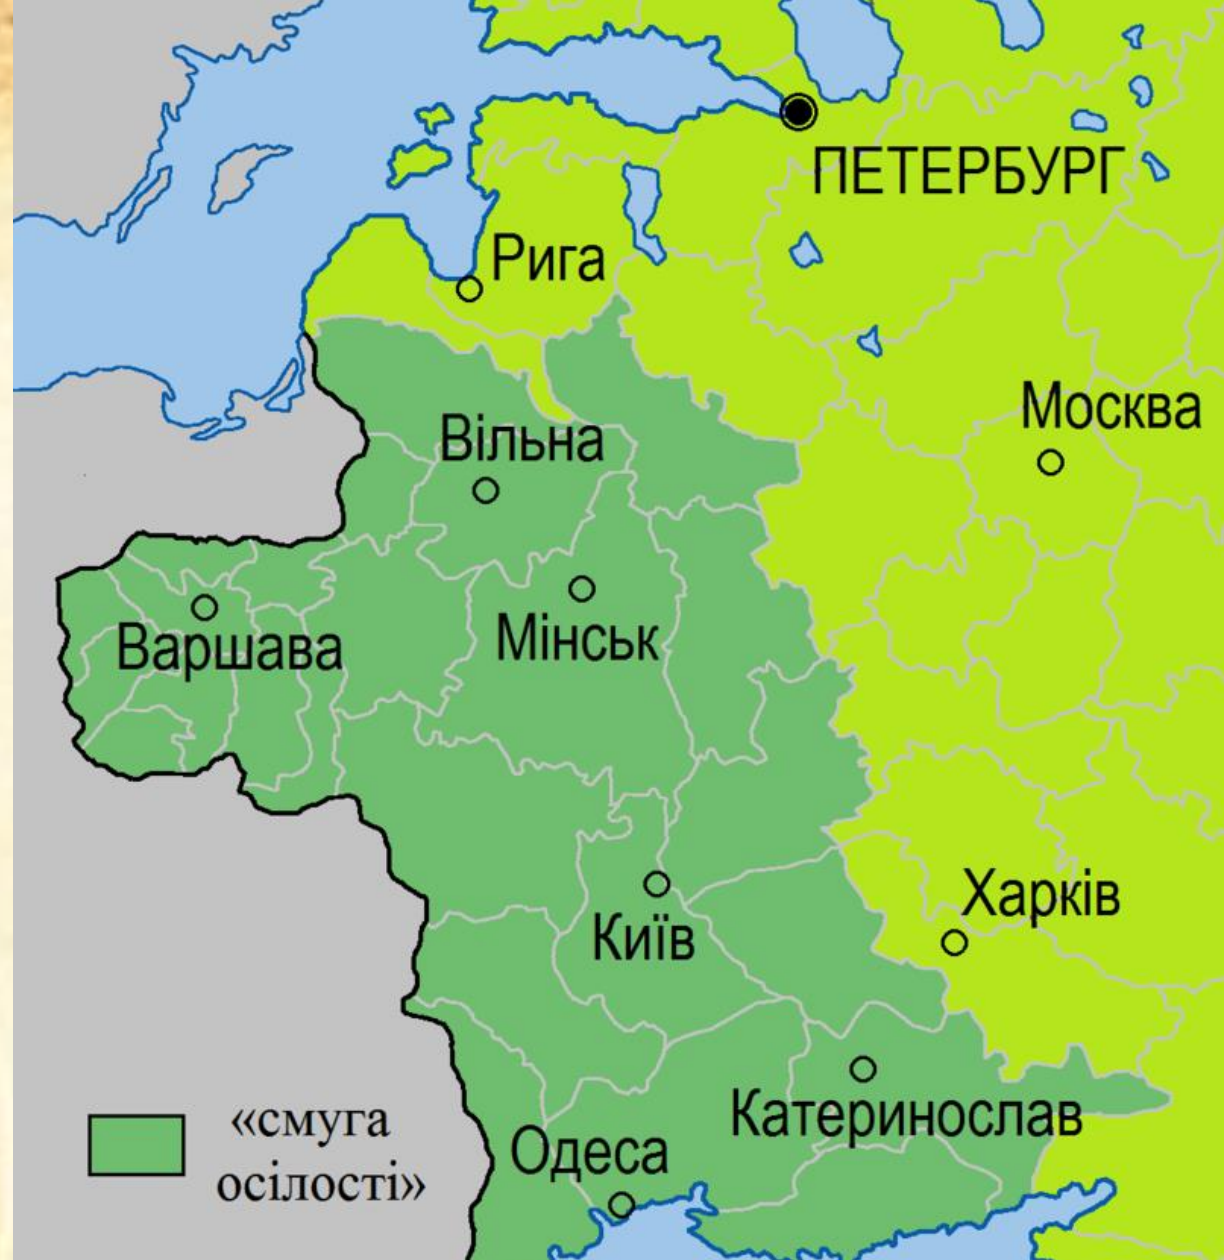 ПЕТЕРБУРГ
Рига
Москва
Вільна
Мінськ
Варшава
Харків
Київ
Катеринослав
Одеса
«смуга
осілості»